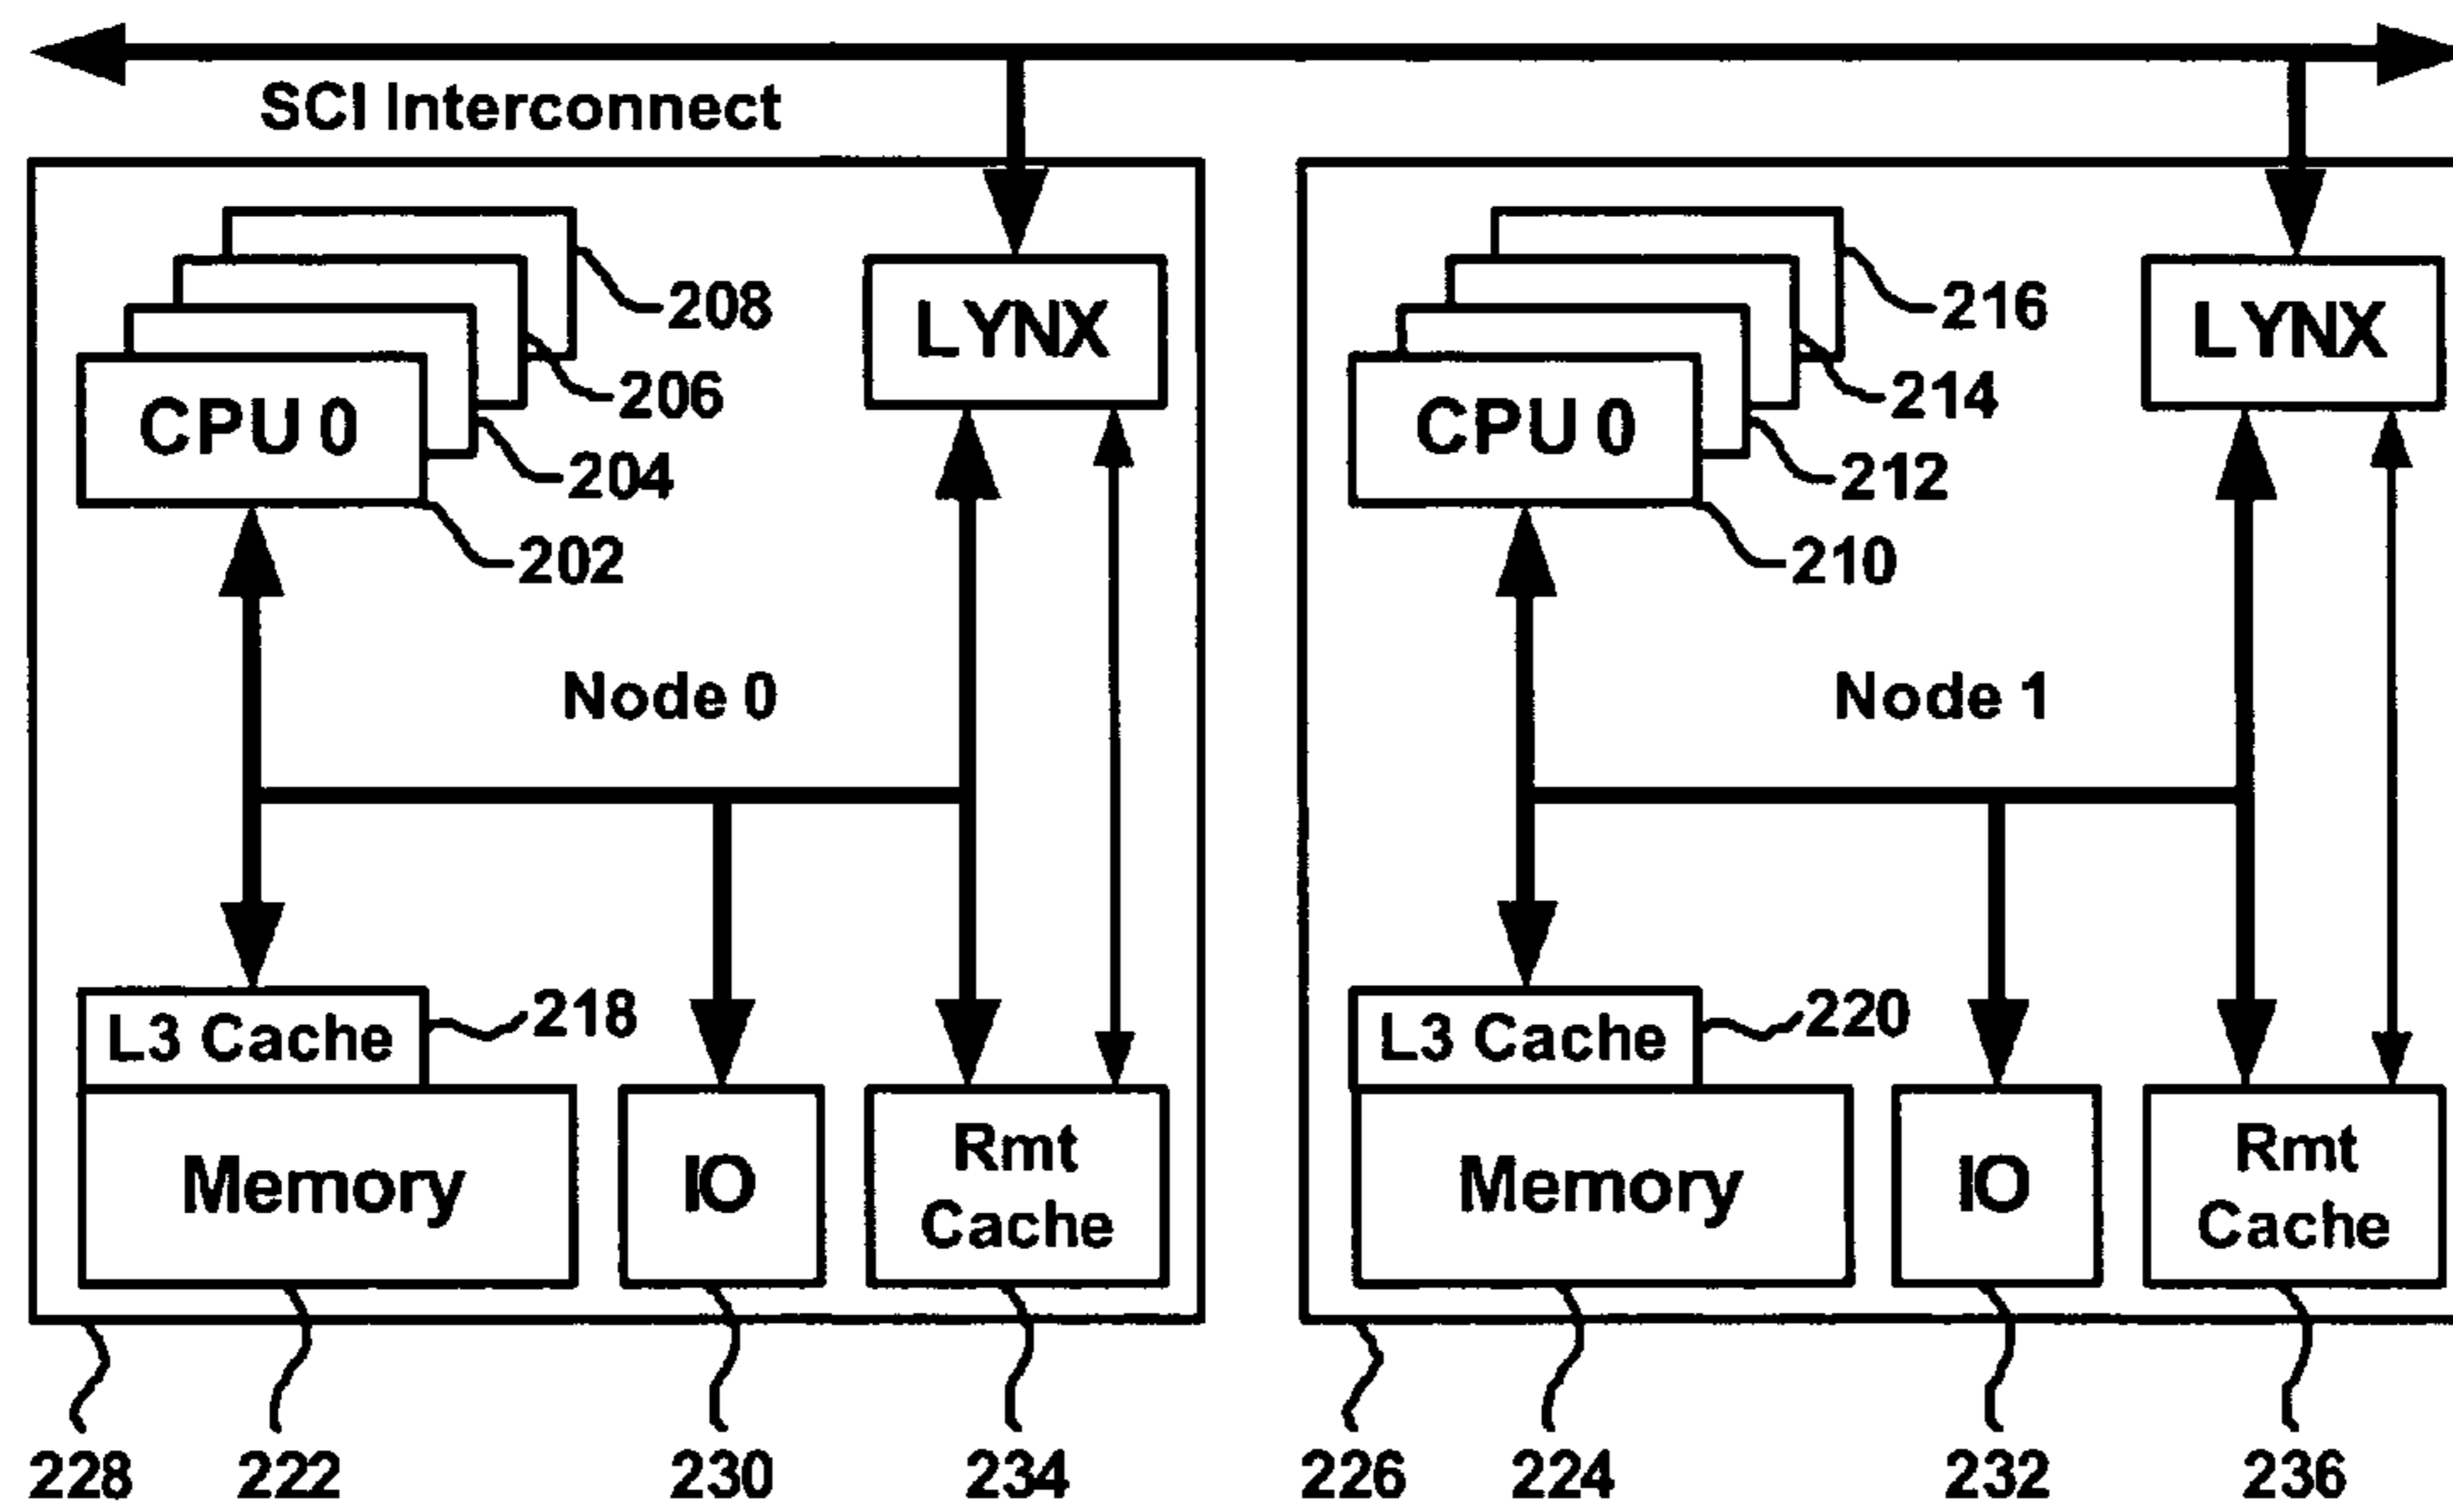 SCI Interconnect
208
206
204
202
CPU 0
LYNX
Node 0
L3 Cache
218
Memory
IO
Rmt
Cache
228
222
230
234
216
214
212
210
CPU 0
LYNX
Node 1
L3 Cache
220
Memory
IO
Rmt
Cache
226
224
232
236